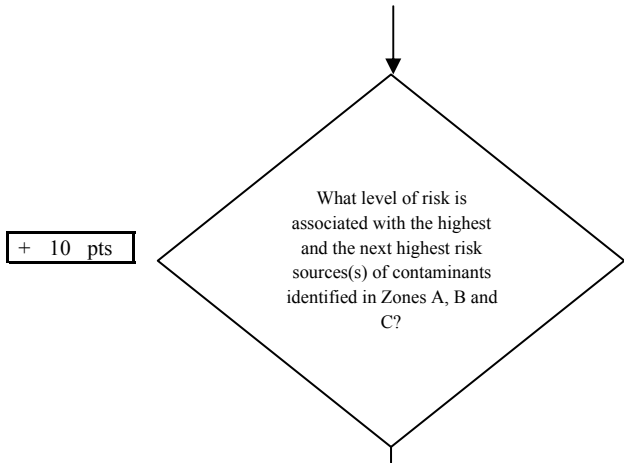 What level of risk is
associated with the highest
+ 10 pts
and the next highest risk
sources(s) of contaminants
identified in Zones A, B and
C?